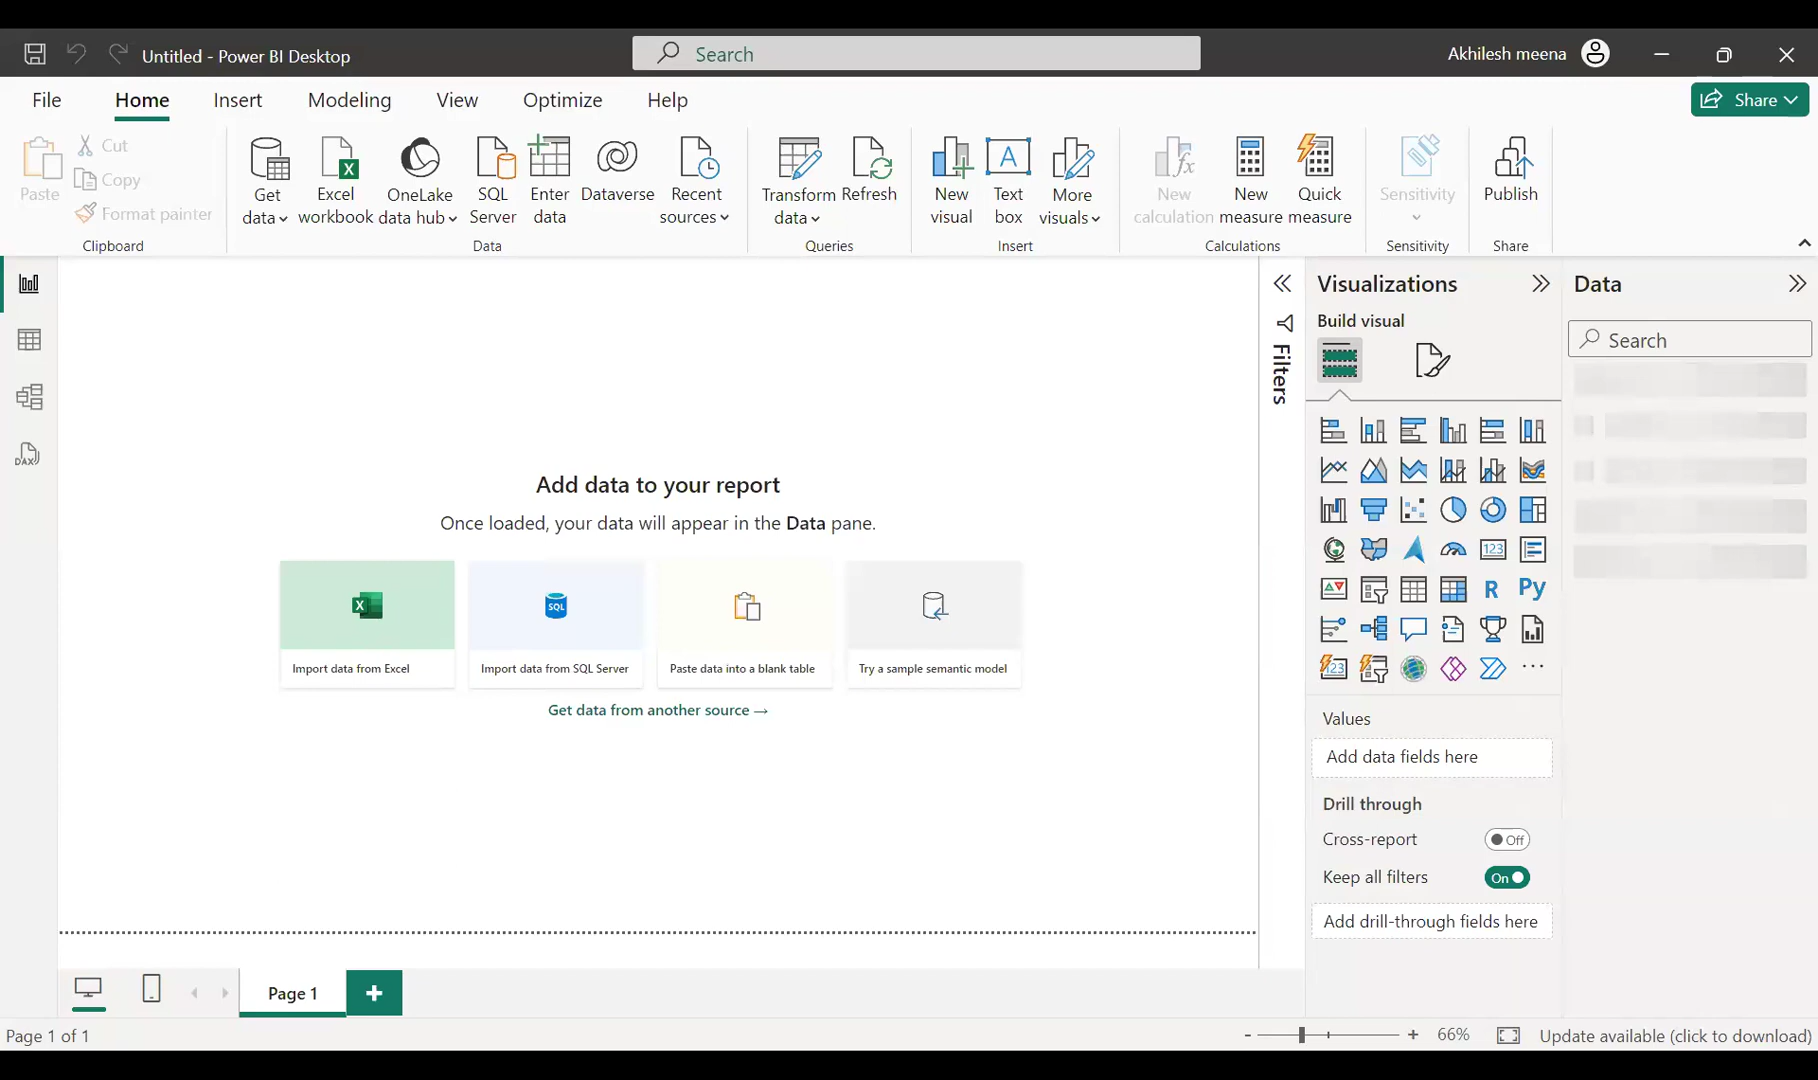 Untitled - Power BI Desktop
Search
Akhilesh meena
File Home Insert Modeling View Optimize Help
Share
Paste
Cut
Copy
Format painter
Clipboard
Get data
Excel workbook
OneLake data hub
SQL Server
Enter data
Dataverse
Recent sources
Data
Transform data
Refresh
Queries
New visual
Text box
More visuals
Insert
New calculation
New measure
Quick measure
Calculations
Sensitivity
Sensitivity
Publish
Share
DAX
Add data to your report
Once loaded, your data will appear in the Data pane.
X
SQL
Import data from Excel
Import data from SQL Server
Paste data into a blank table
Try a sample semantic model
Get data from another source →
Filters
Visualizations
Build visual
123
R
Py
123
Values
Add data fields here
Drill through
Cross-report
Off
Keep all filters
On
Add drill-through fields here
Data
Search
Page 1
Page 1 of 1
- + 66%
Update available (click to download)